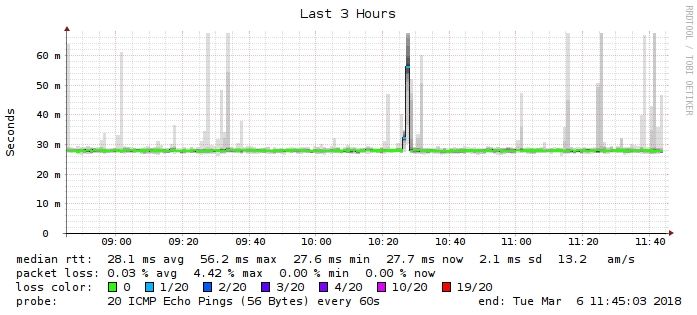 Last 3 Hours
RRDTOOL / TOBI OETIKER
Seconds
60 m
50 m
40 m
30 m
20 m
10 m
0
09:00 09:20 09:40 10:00 10:20 10:40 11:00 11:20 11:40
median rtt: 28.1 ms avg 56.2 ms max 27.6 ms min 27.7 ms now 2.1 ms sd 13.2 am/s
packet loss: 0.03 % avg 4.42 % max 0.00 % min 0.00 % now
loss color: 0 1/20 2/20 3/20 4/20 10/20 19/20
probe: 20 ICMP Echo Pings (56 Bytes) every 60s end: Tue Mar 6 11:45:03 2018